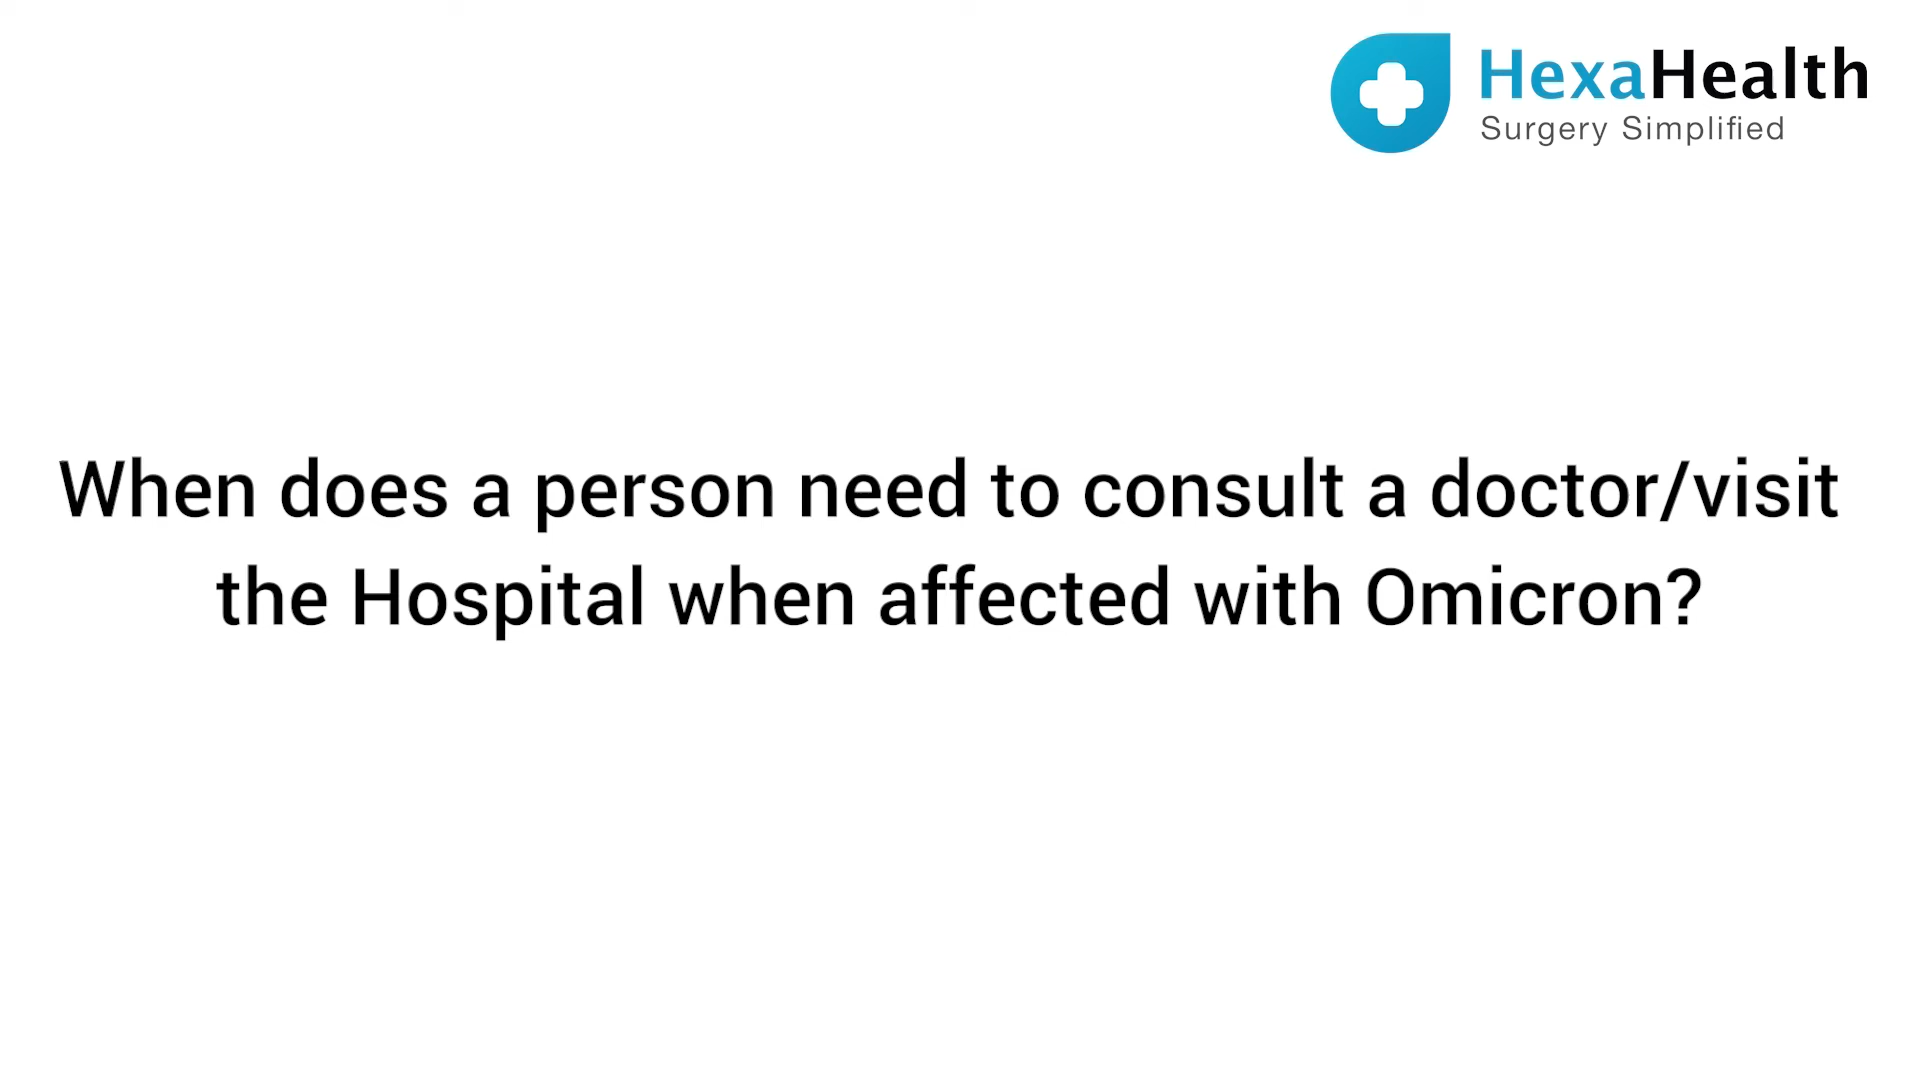 HexaHealth
Surgery Simplified
When does a person need to consult a doctor/visit
the Hospital when affected with Omicron?